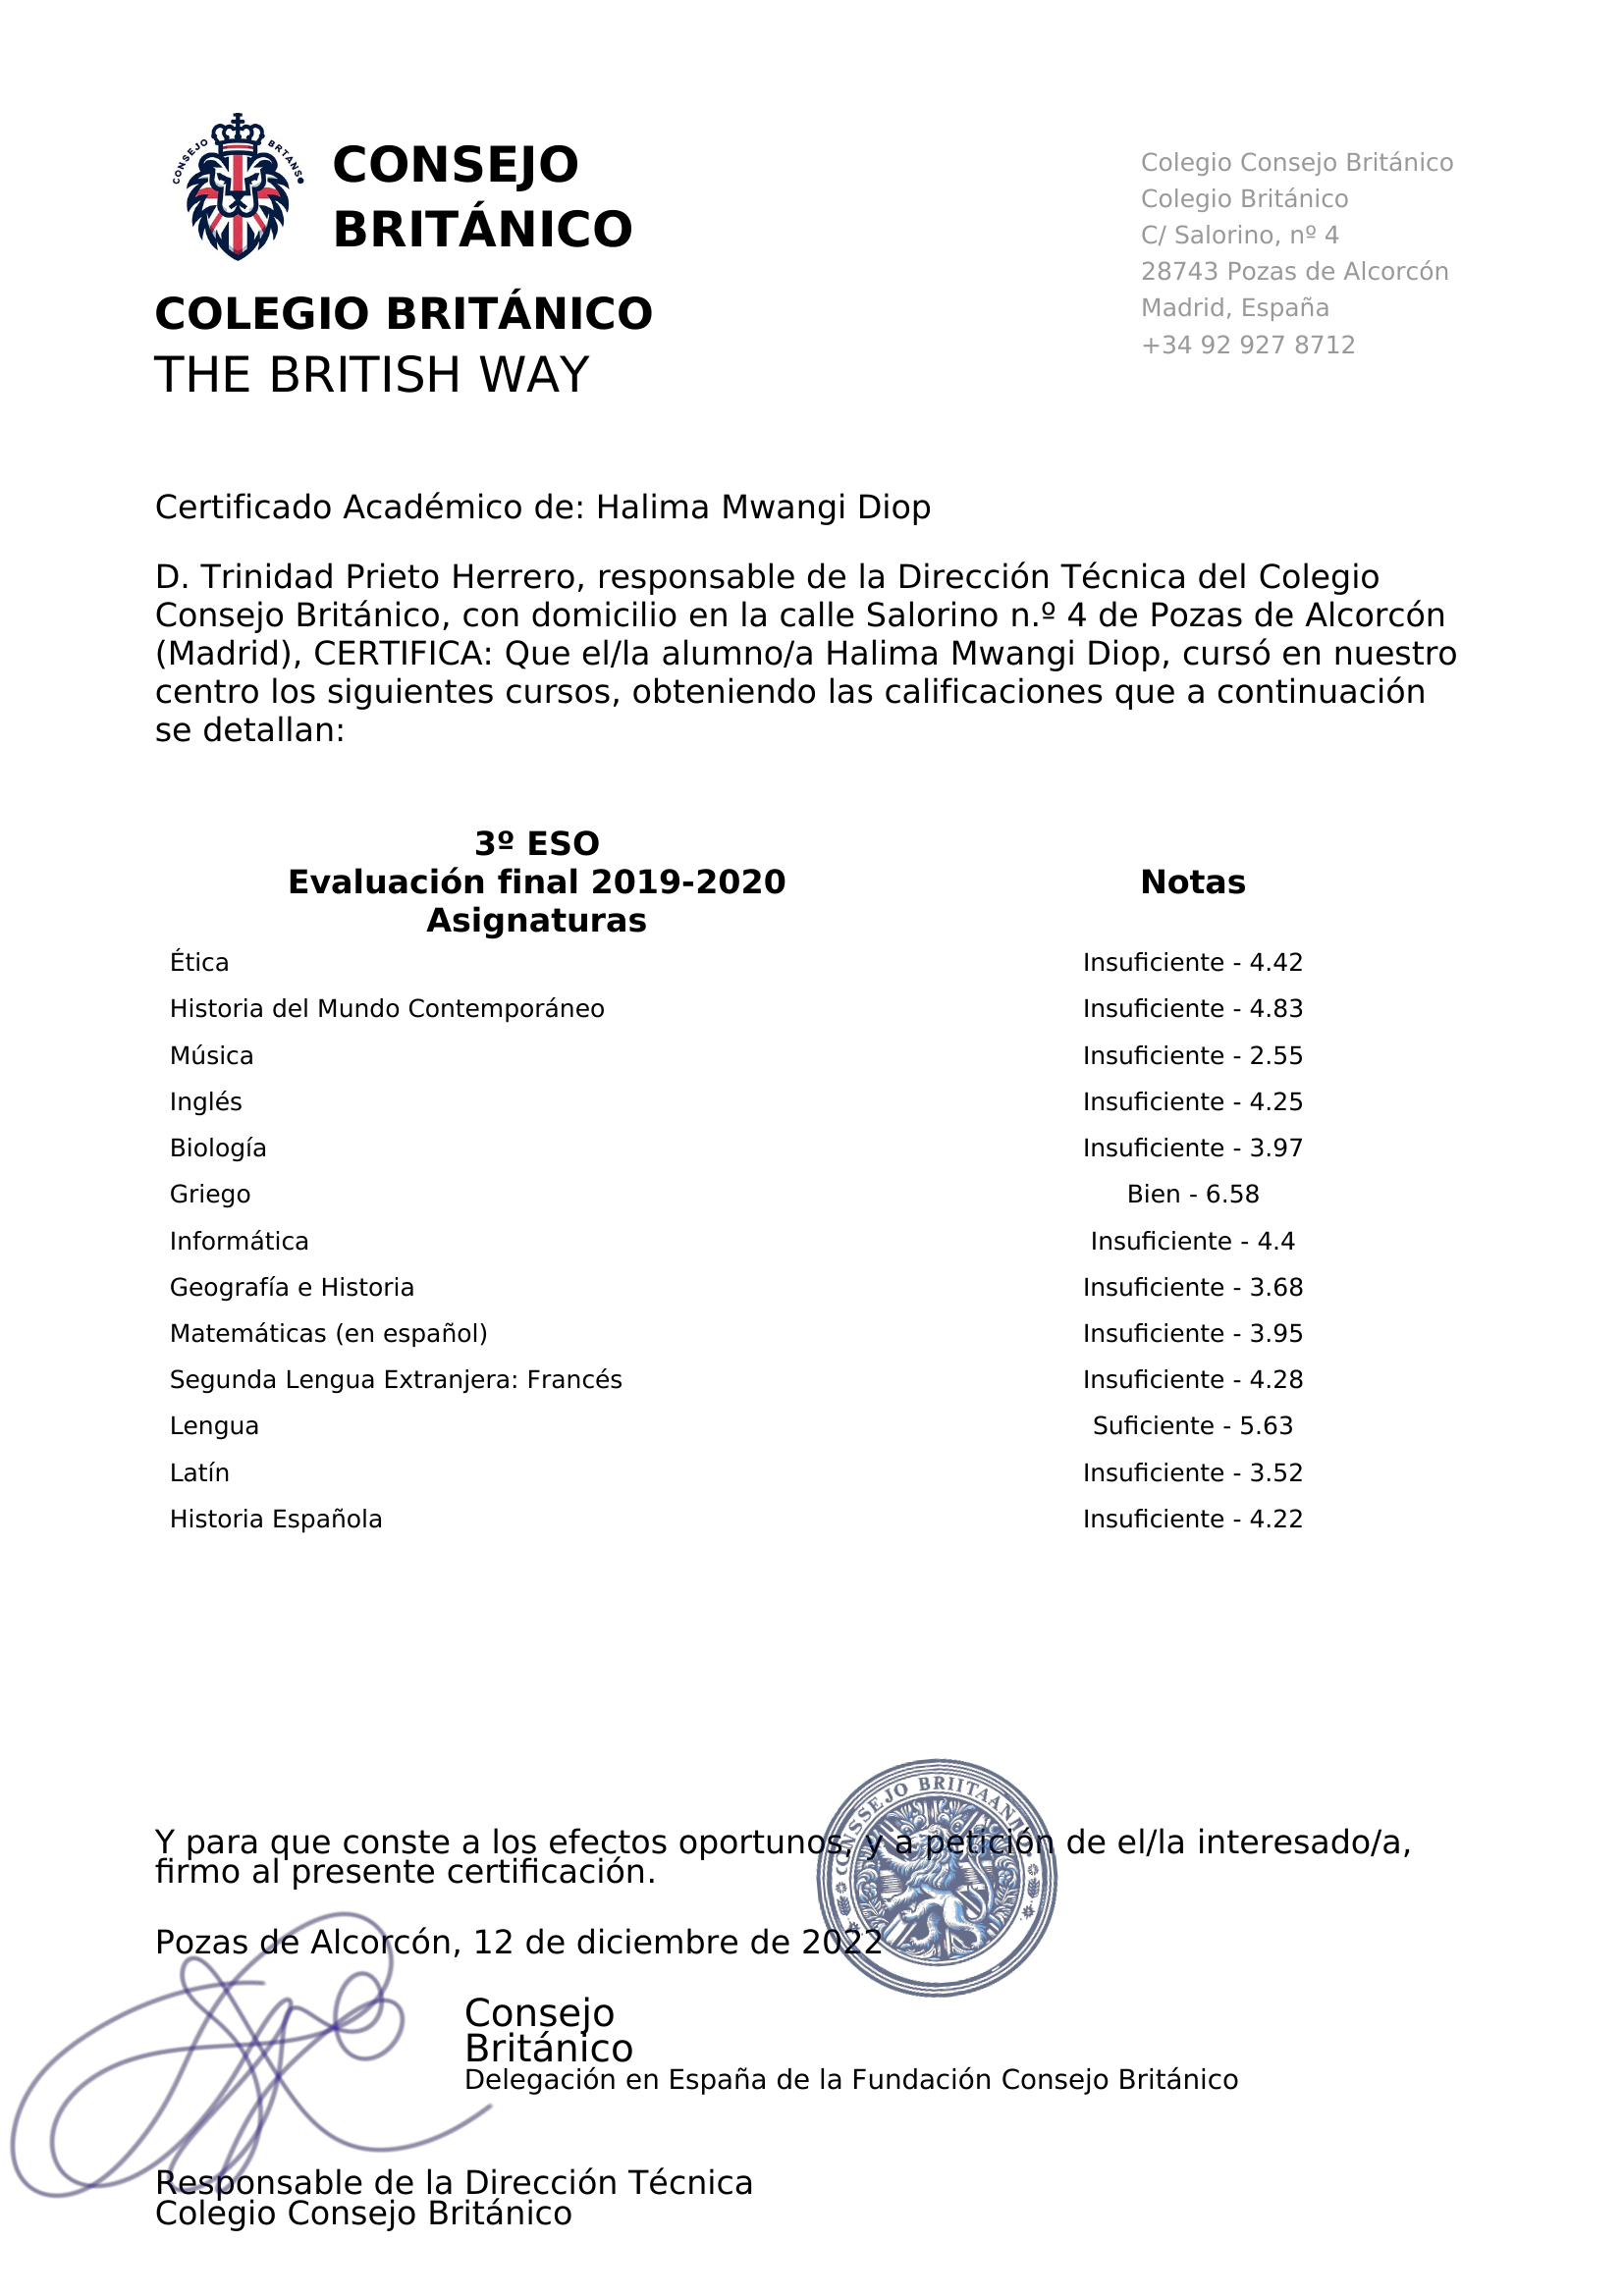 CONSEJO BRTANS
CONSEJO
BRITÁNICO
COLEGIO BRITÁNICO
THE BRITISH WAY
Colegio Consejo Británico
Colegio Británico
C/ Salorino, nº 4
28743 Pozas de Alcorcón
Madrid, España
+34 92 927 8712
Certificado Académico de: Halima Mwangi Diop
D. Trinidad Prieto Herrero, responsable de la Dirección Técnica del Colegio
Consejo Británico, con domicilio en la calle Salorino n.º 4 de Pozas de Alcorcón
(Madrid), CERTIFICA: Que el/la alumno/a Halima Mwangi Diop, cursó en nuestro
centro los siguientes cursos, obteniendo las calificaciones que a continuación
se detallan:
3º ESO
Evaluación final 2019-2020 Notas
Asignaturas
Ética Insuficiente - 4.42
Historia del Mundo Contemporáneo Insuficiente - 4.83
Música Insuficiente - 2.55
Inglés Insuficiente - 4.25
Biología Insuficiente - 3.97
Griego Bien - 6.58
Informática Insuficiente - 4.4
Geografía e Historia Insuficiente - 3.68
Matemáticas (en español) Insuficiente - 3.95
Segunda Lengua Extranjera: Francés Insuficiente - 4.28
Lengua Suficiente - 5.63
Latín Insuficiente - 3.52
Historia Española Insuficiente - 4.22
Y para que conste a los efectos oportunos, y a petición de el/la interesado/a,
firmo al presente certificación.
Pozas de Alcorcón, 12 de diciembre de 2022
Consejo
Británico
Delegación en España de la Fundación Consejo Británico
Responsable de la Dirección Técnica
Colegio Consejo Británico